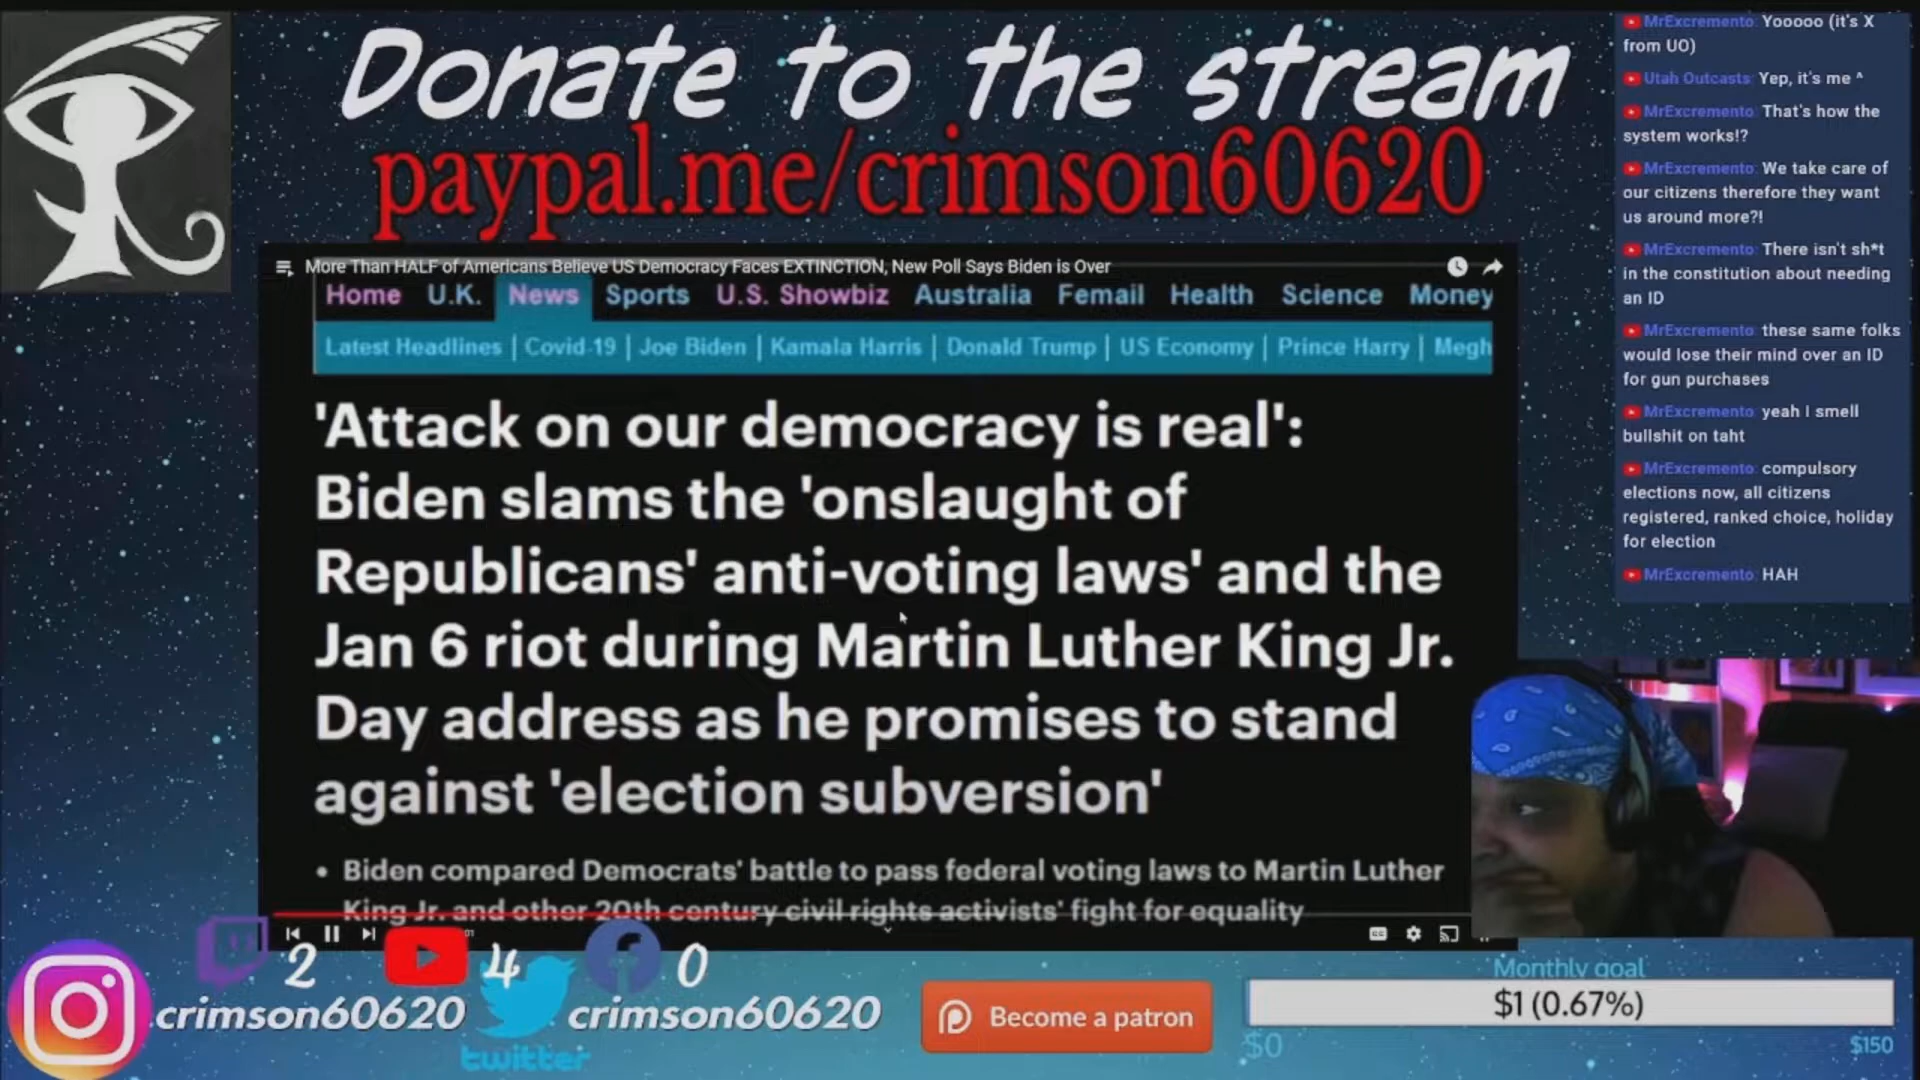 Donate to the stream
paypal.me/crimson60620
More Than HALF of Americans Believe US Democracy Faces EXTINCTION, New Poll Says Biden is Over
Home U.K. News Sports U.S. Showbiz Australia Femail Health Science Money
Latest Headlines | Covid-19 | Joe Biden | Kamala Harris | Donald Trump | US Economy | Prince Harry | Megh
'Attack on our democracy is real':
Biden slams the 'onslaught of
Republicans' anti-voting laws' and the
Jan 6 riot during Martin Luther King Jr.
Day address as he promises to stand
against 'election subversion'
• Biden compared Democrats' battle to pass federal voting laws to Martin Luther
King Jr. and other 20th century civil rights activists' fight for equality
MrExcremento: Yooooo (it's X
from UO)
Utah Outcasts: Yep, it's me ^
MrExcremento: That's how the
system works!?
MrExcremento: We take care of
our citizens therefore they want
us around more?!
MrExcremento: There isn't sh*t
in the constitution about needing
an ID
MrExcremento: these same folks
would lose their mind over an ID
for gun purchases
MrExcremento: yeah I smell
bullshit on taht
MrExcremento: compulsory
elections now, all citizens
registered, ranked choice, holiday
for election
MrExcremento: HAH
2 4 0
crimson60620 crimson60620
twitter
Become a patron
Monthly goal
$1 (0.67%)
$0 $150